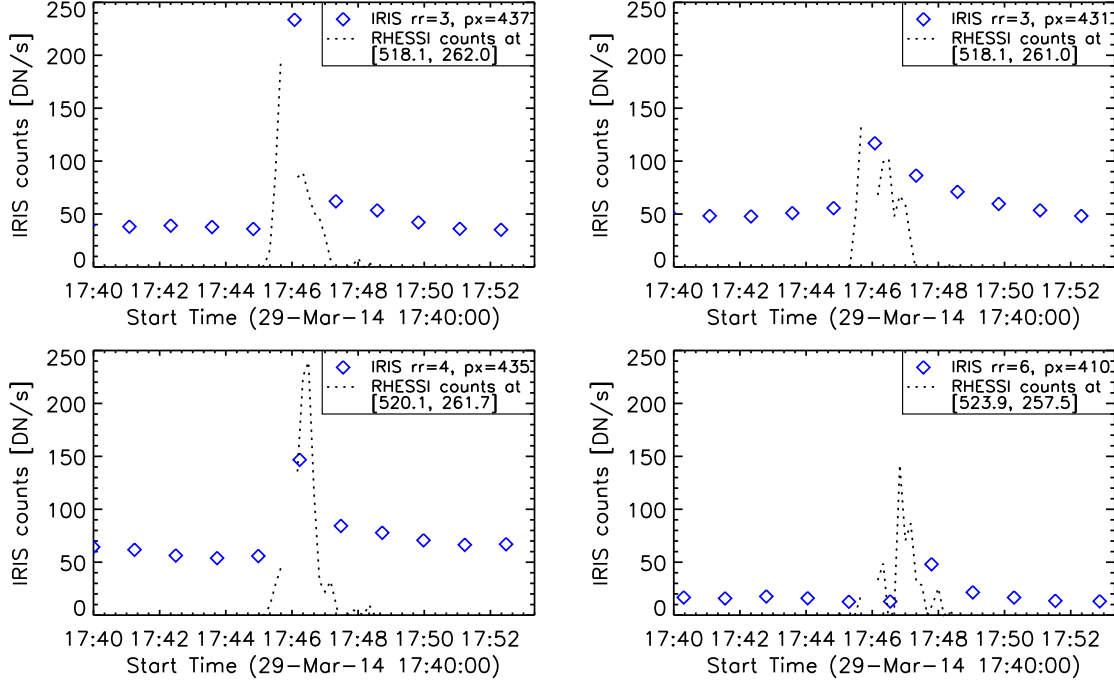 250
200
150
100
50
0
IRIS counts [DN/s]
IRIS rr=3, px=437
RHESSI counts at
[518.1, 262.0]
17:40 17:42 17:44 17:46 17:48 17:50 17:52
Start Time (29-Mar-14 17:40:00)
250
200
150
100
50
0
IRIS counts [DN/s]
IRIS rr=3, px=431
RHESSI counts at
[518.1, 261.0]
17:40 17:42 17:44 17:46 17:48 17:50 17:52
Start Time (29-Mar-14 17:40:00)
250
200
150
100
50
0
IRIS counts [DN/s]
IRIS rr=4, px=435
RHESSI counts at
[520.1, 261.7]
17:40 17:42 17:44 17:46 17:48 17:50 17:52
Start Time (29-Mar-14 17:40:00)
250
200
150
100
50
0
IRIS counts [DN/s]
IRIS rr=6, px=410
RHESSI counts at
[523.9, 257.5]
17:40 17:42 17:44 17:46 17:48 17:50 17:52
Start Time (29-Mar-14 17:40:00)